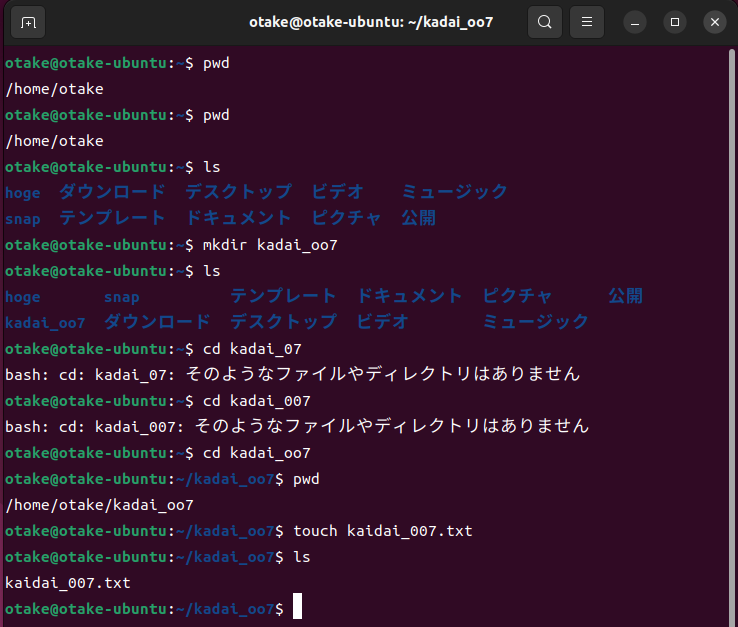 otake@otake-ubuntu: ~/kadai_oo7
otake@otake-ubuntu:~$ pwd
/home/otake
otake@otake-ubuntu:~$ pwd
/home/otake
otake@otake-ubuntu:~$ ls
hoge ダウンロード デスクトップ ビデオ ミュージック
snap テンプレート ドキュメント ピクチャ 公開
otake@otake-ubuntu:~$ mkdir kadai_oo7
otake@otake-ubuntu:~$ ls
hoge snap テンプレート ドキュメント ピクチャ 公開
kadai_oo7 ダウンロード デスクトップ ビデオ ミュージック
otake@otake-ubuntu:~$ cd kadai_07
bash: cd: kadai_07: そのようなファイルやディレクトリはありません
otake@otake-ubuntu:~$ cd kadai_007
bash: cd: kadai_007: そのようなファイルやディレクトリはありません
otake@otake-ubuntu:~$ cd kadai_oo7
otake@otake-ubuntu:~/kadai_oo7$ pwd
/home/otake/kadai_oo7
otake@otake-ubuntu:~/kadai_oo7$ touch kaidai_007.txt
otake@otake-ubuntu:~/kadai_oo7$ ls
kaidai_007.txt
otake@otake-ubuntu:~/kadai_oo7$